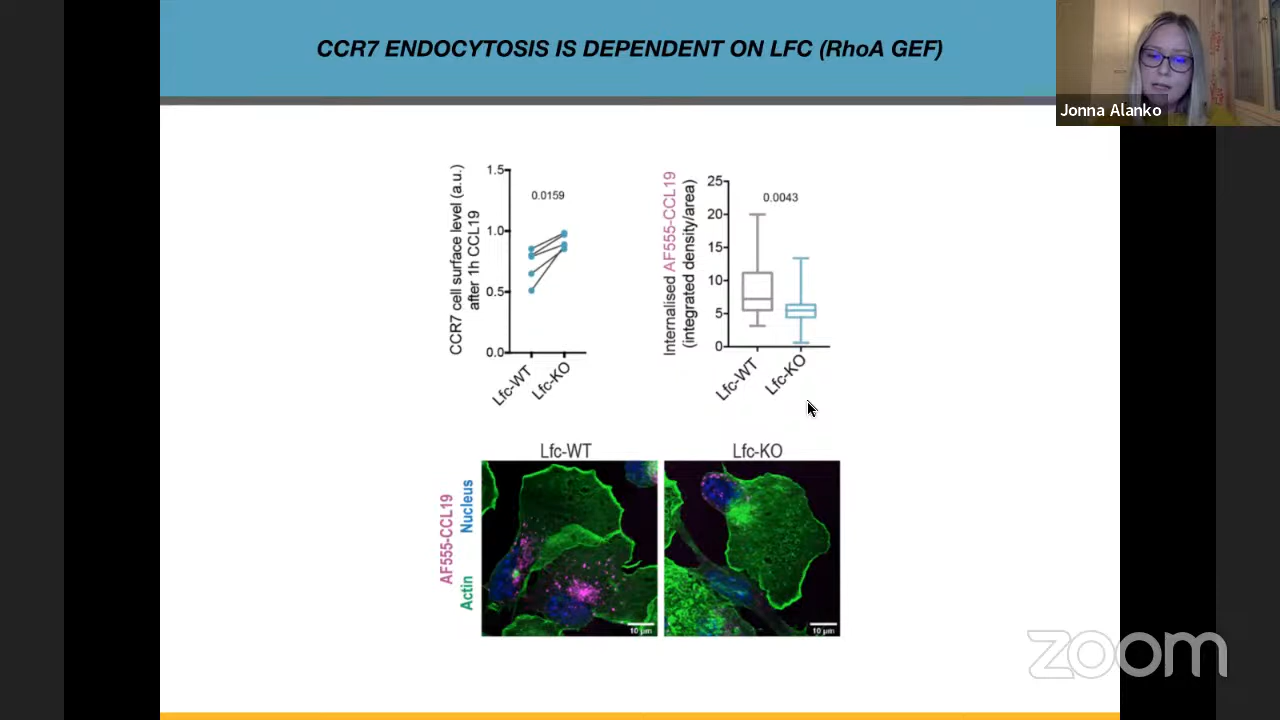 CCR7 ENDOCYTOSIS IS DEPENDENT ON LFC (RhoA GEF)
Jonna Alanko
CCR7 cell surface level (a.u.)
after 1h CCL19
1.5
1.0
0.5
0.0
0.0159
Lfc-WT
Lfc-KO
Internalised AF555-CCL19
(integrated density/area)
25
20
15
10
5
0
0.0043
Lfc-WT
Lfc-KO
Lfc-WT
Lfc-KO
AF555-CCL19
Actin Nucleus
10 µm
10 µm
zoom